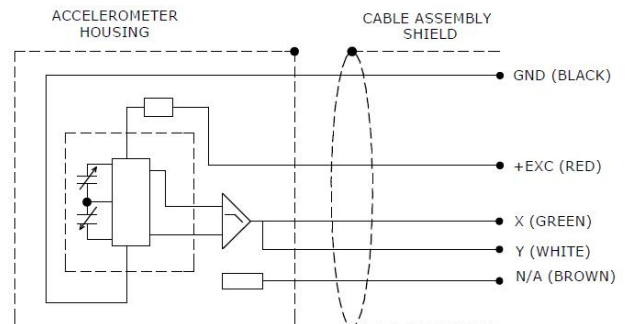 ACCELEROMETER
HOUSING
CABLE ASSEMBLY
SHIELD
GND (BLACK)
+EXC (RED)
X (GREEN)
Y (WHITE)
N/A (BROWN)